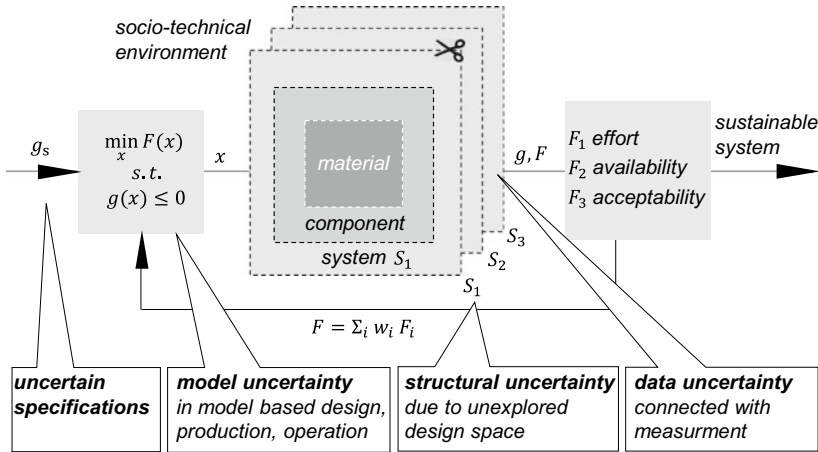 socio-technical
environment
g_s
min F(x)
x
s.t.
g(x) ≤ 0
x
material
component
system S_1
S_2
S_3
S_1
g, F
F_1 effort
F_2 availability
F_3 acceptability
sustainable
system
F = Σ_i w_i F_i
uncertain
specifications
model uncertainty
in model based design,
production, operation
structural uncertainty
due to unexplored
design space
data uncertainty
connected with
measurment